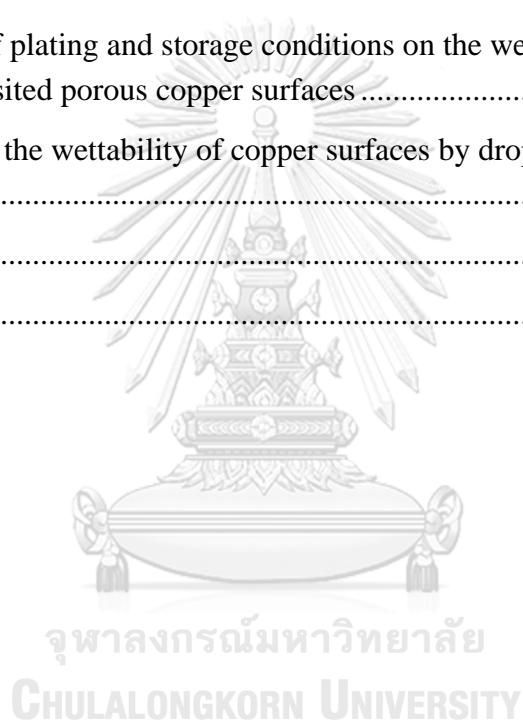 f plating and storage conditions on the we
sited porous copper surfaces ....................
the wettability of copper surfaces by drop
................................................................
................................................................
................................................................
จุฬาลงกรณ์มหาวิทยาลัย
CHULALONGKORN UNIVERSITY